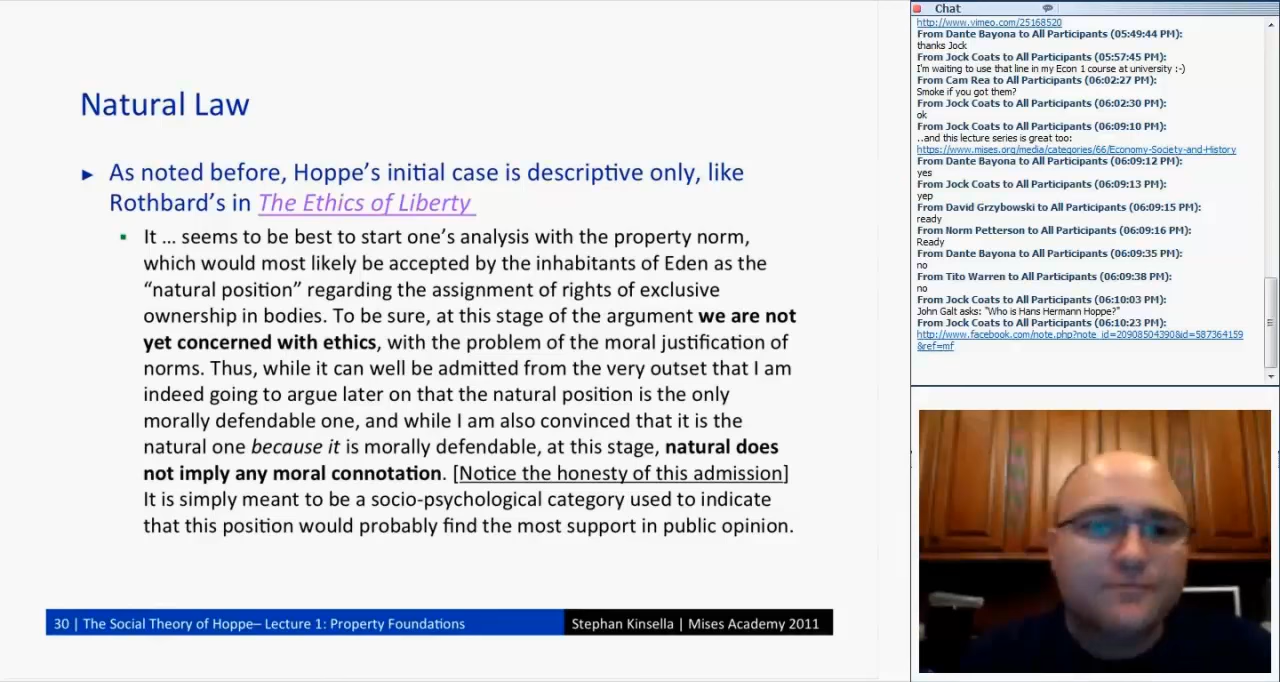 Natural Law
► As noted before, Hoppe's initial case is descriptive only, like
Rothbard's in The Ethics of Liberty
▪ It … seems to be best to start one's analysis with the property norm,
which would most likely be accepted by the inhabitants of Eden as the
“natural position” regarding the assignment of rights of exclusive
ownership in bodies. To be sure, at this stage of the argument we are not
yet concerned with ethics, with the problem of the moral justification of
norms. Thus, while it can well be admitted from the very outset that I am
indeed going to argue later on that the natural position is the only
morally defendable one, and while I am also convinced that it is the
natural one because it is morally defendable, at this stage, natural does
not imply any moral connotation. [Notice the honesty of this admission]
It is simply meant to be a socio-psychological category used to indicate
that this position would probably find the most support in public opinion.
30 | The Social Theory of Hoppe– Lecture 1: Property Foundations
Stephan Kinsella | Mises Academy 2011
Chat
http://www.vimeo.com/25168520
From Dante Bayona to All Participants (05:49:44 PM):
thanks Jock
From Jock Coats to All Participants (05:57:45 PM):
I'm waiting to use that line in my Econ 1 course at university :-)
From Cam Rea to All Participants (06:02:27 PM):
Smoke if you got them?
From Jock Coats to All Participants (06:02:30 PM):
ok
From Jock Coats to All Participants (06:09:10 PM):
..and this lecture series is great too:
https://www.mises.org/media/categories/66/Economy-Society-and-History
From Dante Bayona to All Participants (06:09:12 PM):
yes
From Jock Coats to All Participants (06:09:13 PM):
yep
From David Grzybowski to All Participants (06:09:15 PM):
ready
From Norm Petterson to All Participants (06:09:16 PM):
Ready
From Dante Bayona to All Participants (06:09:35 PM):
no
From Tito Warren to All Participants (06:09:38 PM):
no
From Jock Coats to All Participants (06:10:03 PM):
John Galt asks: "Who is Hans Hermann Hoppe?"
From Jock Coats to All Participants (06:10:23 PM):
http://www.facebook.com/note.php?note_id=20908504390&id=587364159
&ref=mf